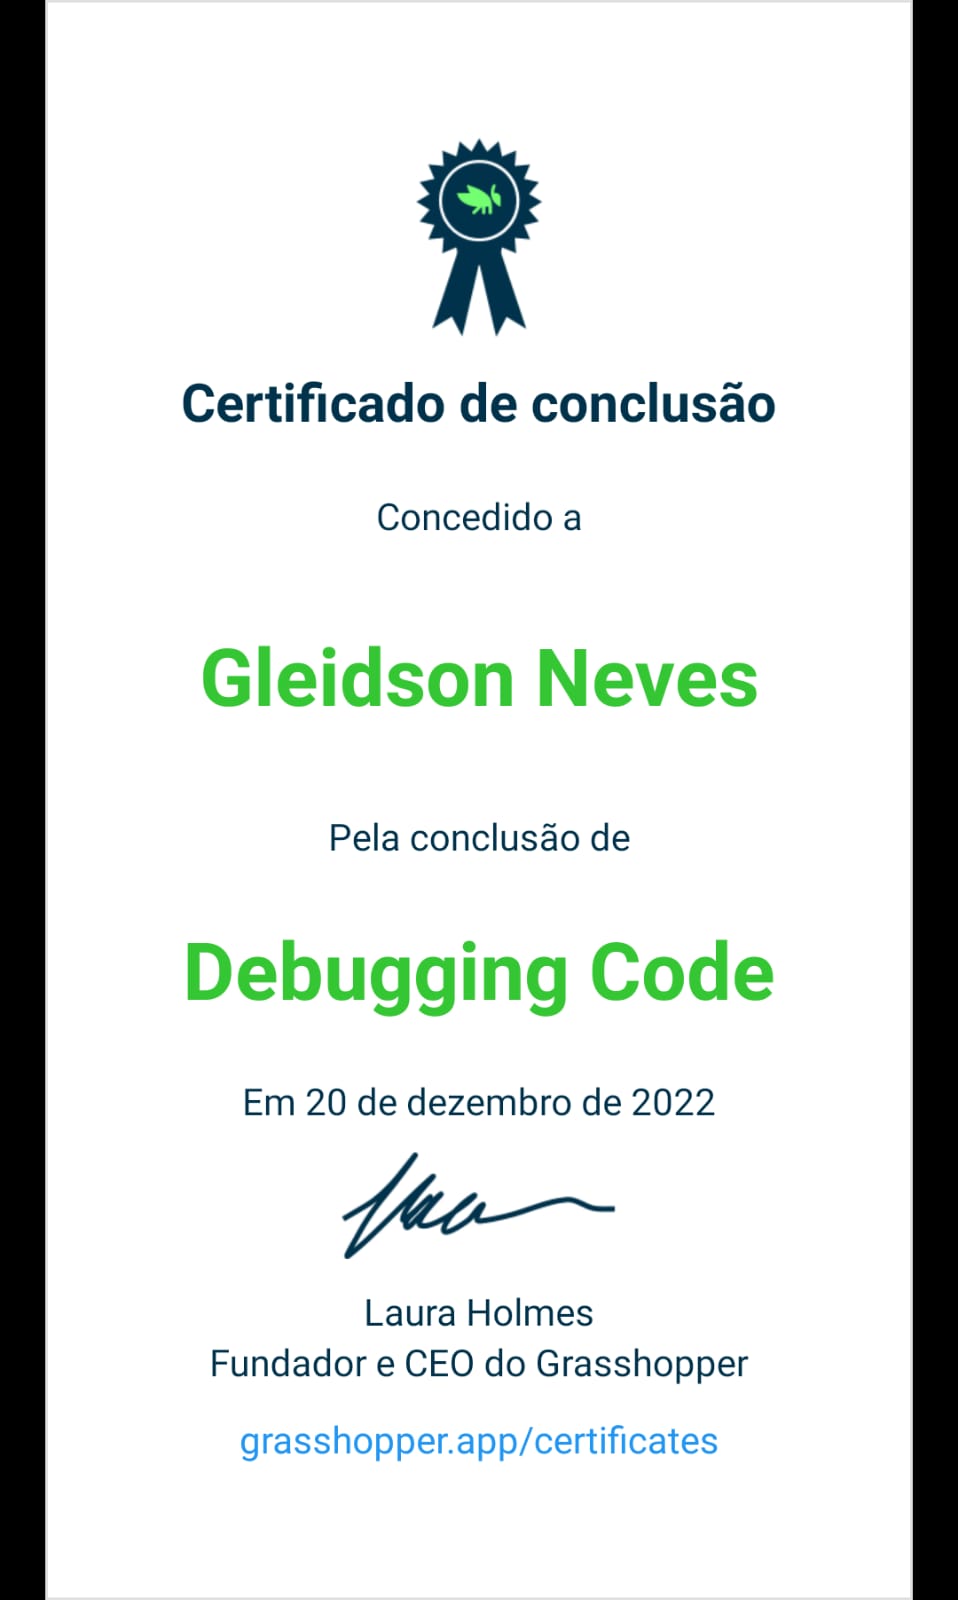 Certificado de conclusão
Concedido a
Gleidson Neves
Pela conclusão de
Debugging Code
Em 20 de dezembro de 2022
Laura Holmes
Fundador e CEO do Grasshopper
grasshopper.app/certificates